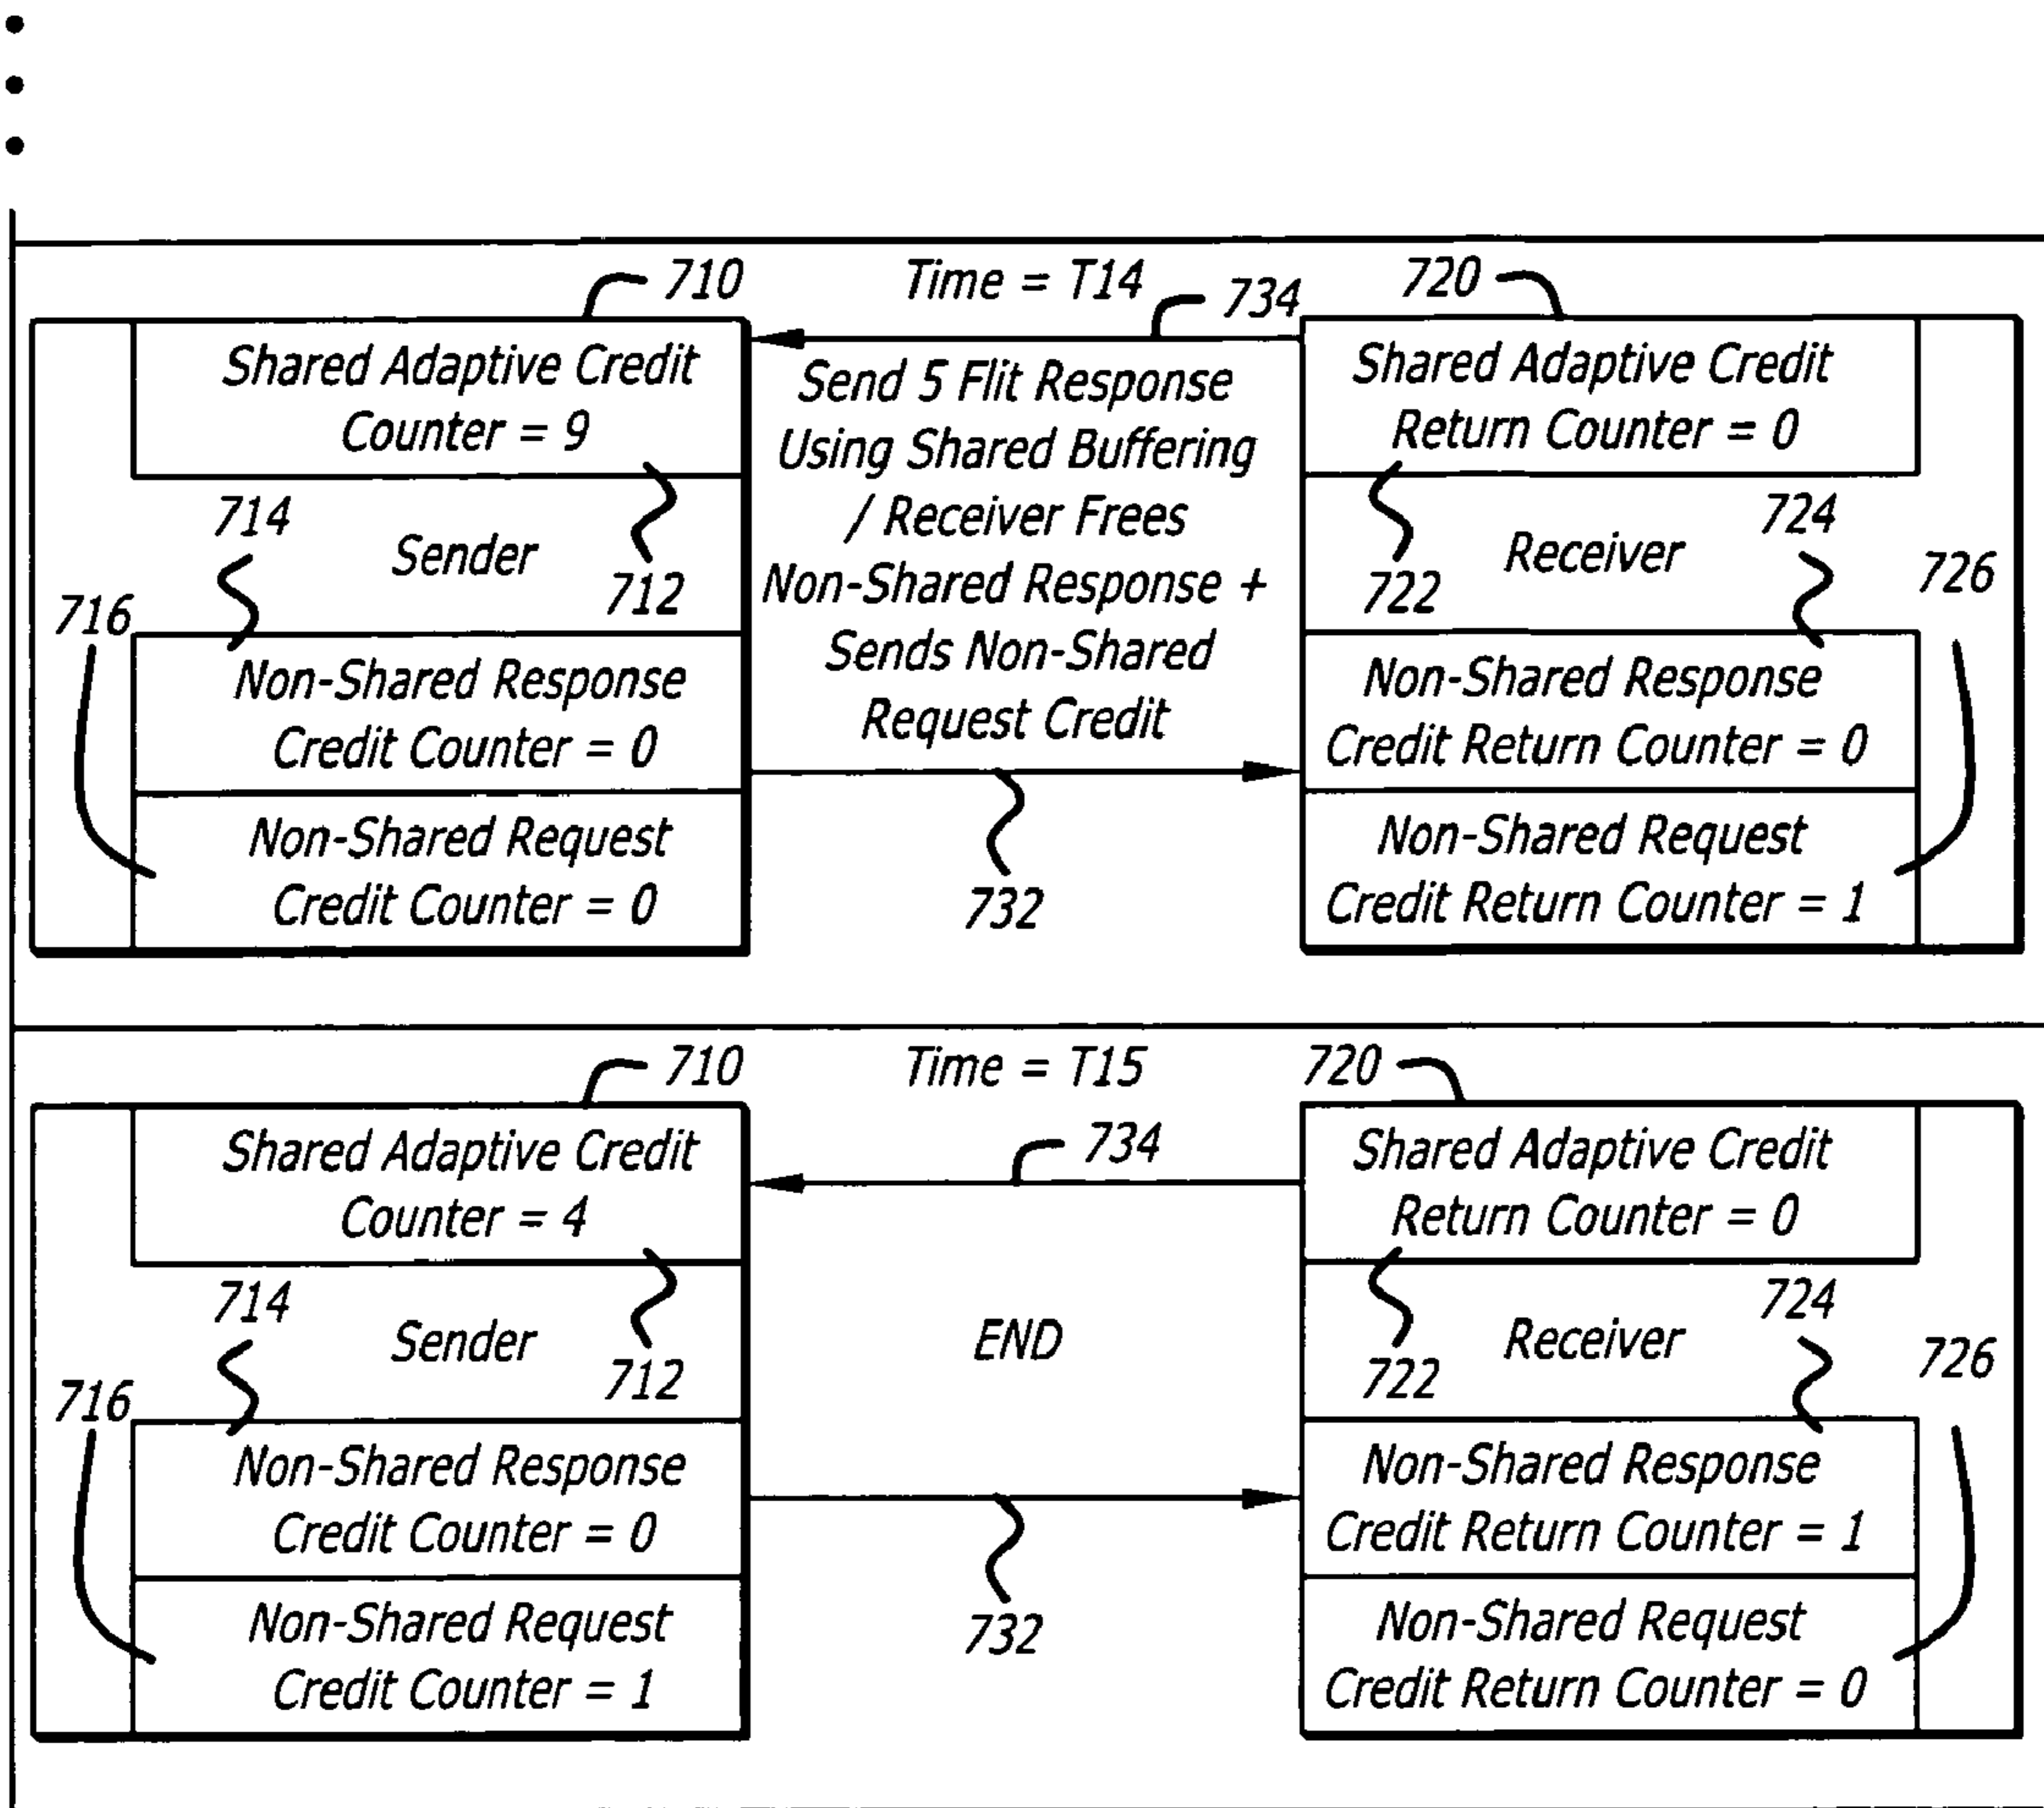 710
Time = T14
720
734
Shared Adaptive Credit
Counter = 9
Send 5 Flit Response
Using Shared Buffering
/ Receiver Frees
Non-Shared Response +
Sends Non-Shared
Request Credit
Shared Adaptive Credit
Return Counter = 0
714
Sender
712
716
722
Receiver
724
726
Non-Shared Response
Credit Counter = 0
Non-Shared Request
Credit Counter = 0
732
Non-Shared Response
Credit Return Counter = 0
Non-Shared Request
Credit Return Counter = 1
710
Time = T15
720
734
Shared Adaptive Credit
Counter = 4
Shared Adaptive Credit
Return Counter = 0
714
Sender
712
716
END
722
Receiver
724
726
Non-Shared Response
Credit Counter = 0
Non-Shared Request
Credit Counter = 1
732
Non-Shared Response
Credit Return Counter = 1
Non-Shared Request
Credit Return Counter = 0